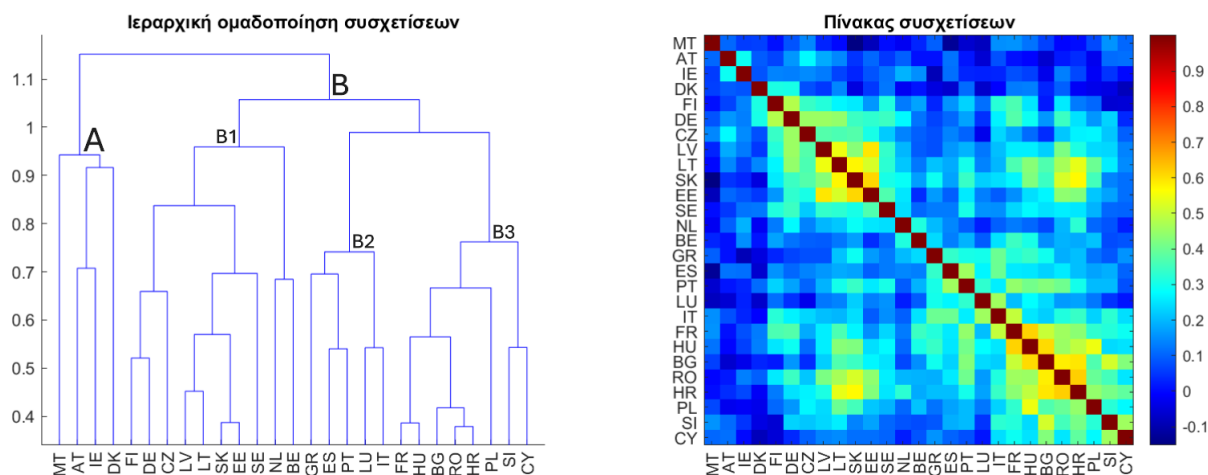 Ιεραρχική ομαδοποίηση συσχετίσεων
1.1
1
0.9
0.8
0.7
0.6
0.5
0.4
A
B
B1
B2
B3
MT AT IE DK FI DE CZ LV LT SK EE SE NL BE GR ES PT LU IT FR HU BG RO HR PL SI CY
Πίνακας συσχετίσεων
MT
AT
IE
DK
FI
DE
CZ
LV
LT
SK
EE
SE
NL
BE
GR
ES
PT
LU
IT
FR
HU
BG
RO
HR
PL
SI
CY
MT AT IE DK FI DE CZ LV LT SK EE SE NL BE GR ES PT LU IT FR HU BG RO HR PL SI CY
0.9
0.8
0.7
0.6
0.5
0.4
0.3
0.2
0.1
0
-0.1